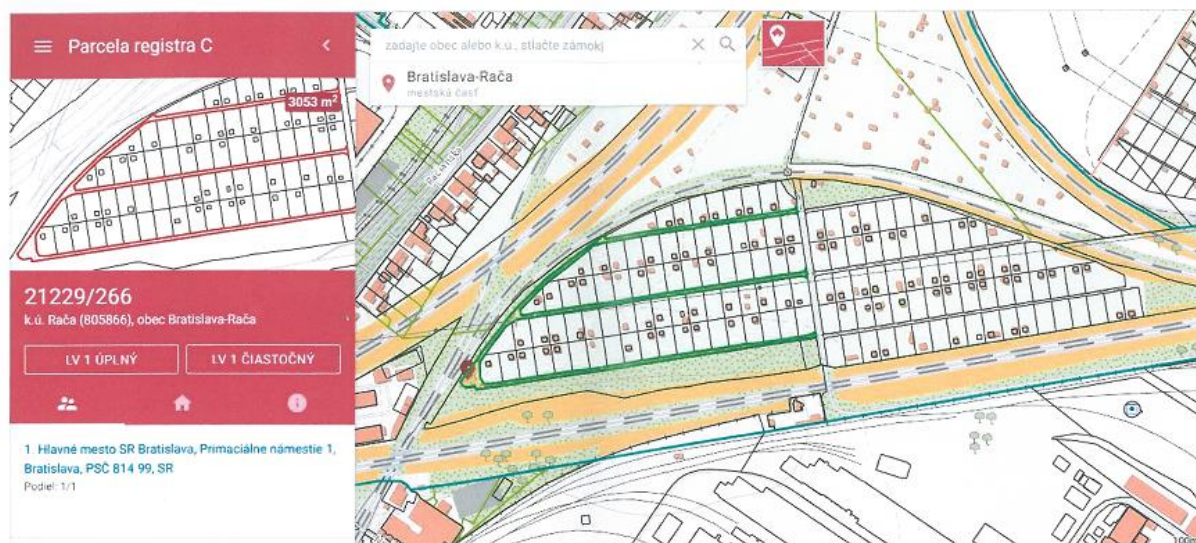 Parcela registra C
3053 m²
21229/266
k.ú. Rača (805866), obec Bratislava-Rača
LV 1 ÚPLNÝ
LV 1 ČIASTOČNÝ
1. Hlavné mesto SR Bratislava, Primaciálne námestie 1,
Bratislava, PSČ 814 99, SR
Podiel: 1/1
zadajte obec alebo k.ú., stlačte zámok
Bratislava-Rača
mestská časť
100m